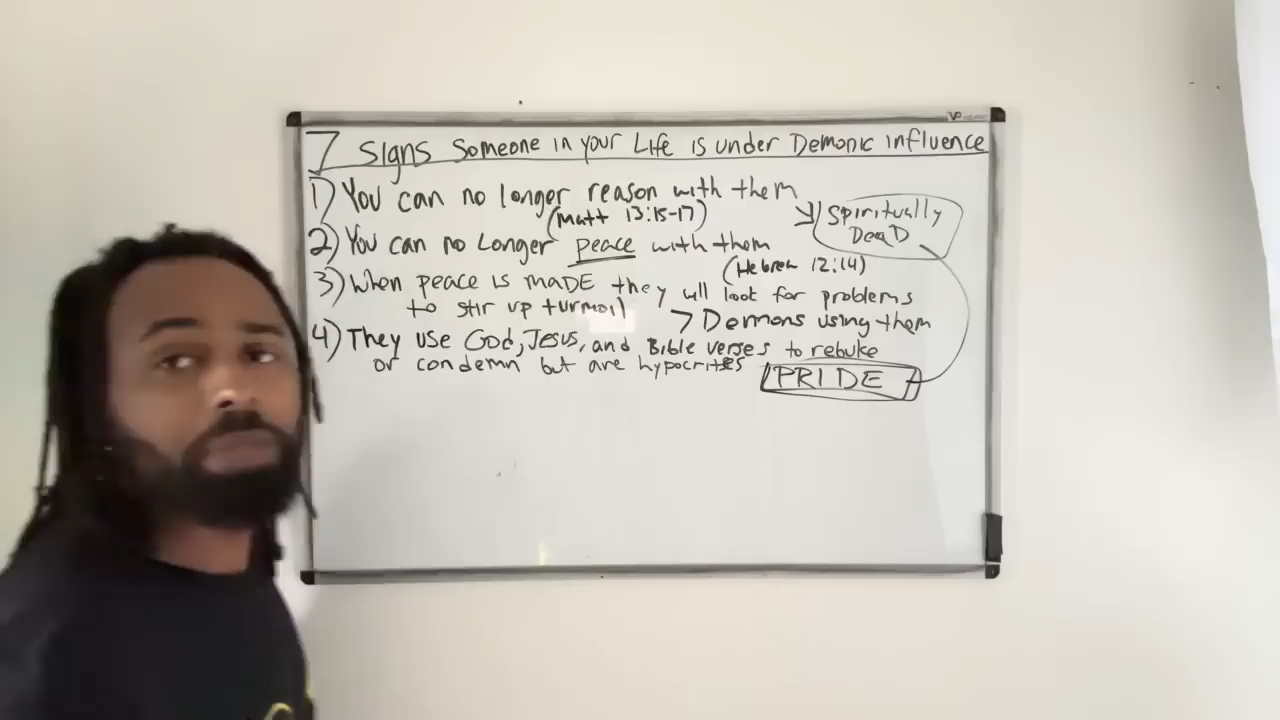 7 Signs Someone in your Life is under Demonic influence
1) You can no longer reason with them
(Matt 13:15-17)
Spiritually
DeaD
2) You can no Longer peace with them
(Hebrew 12:14)
3) When peace is maDE they will look for problems
to stir up turmoil
> Demons using them
4) They use God, Jesus, and Bible verses to rebuke
or condemn but are hypocrites
PRIDE